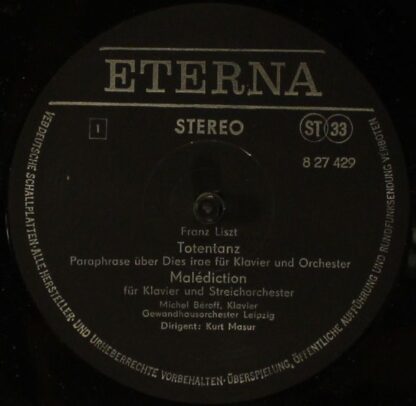 ETERNA
1
STEREO
ST 33
8 27 429
Franz Liszt
Totentanz
Paraphrase über Dies irae für Klavier und Orchester
Malédiction
für Klavier und Streichorchester
Michel Béroff, Klavier
Gewandhausorchester Leipzig
Dirigent: Kurt Masur
VEB DEUTSCHE SCHALLPLATTEN · ALLE HERSTELLER- UND URHEBERRECHTE VORBEHALTEN · ÜBERSPIELUNG, ÖFFENTLICHE AUFFÜHRUNG UND RUNDFUNKSENDUNG VERBOTEN